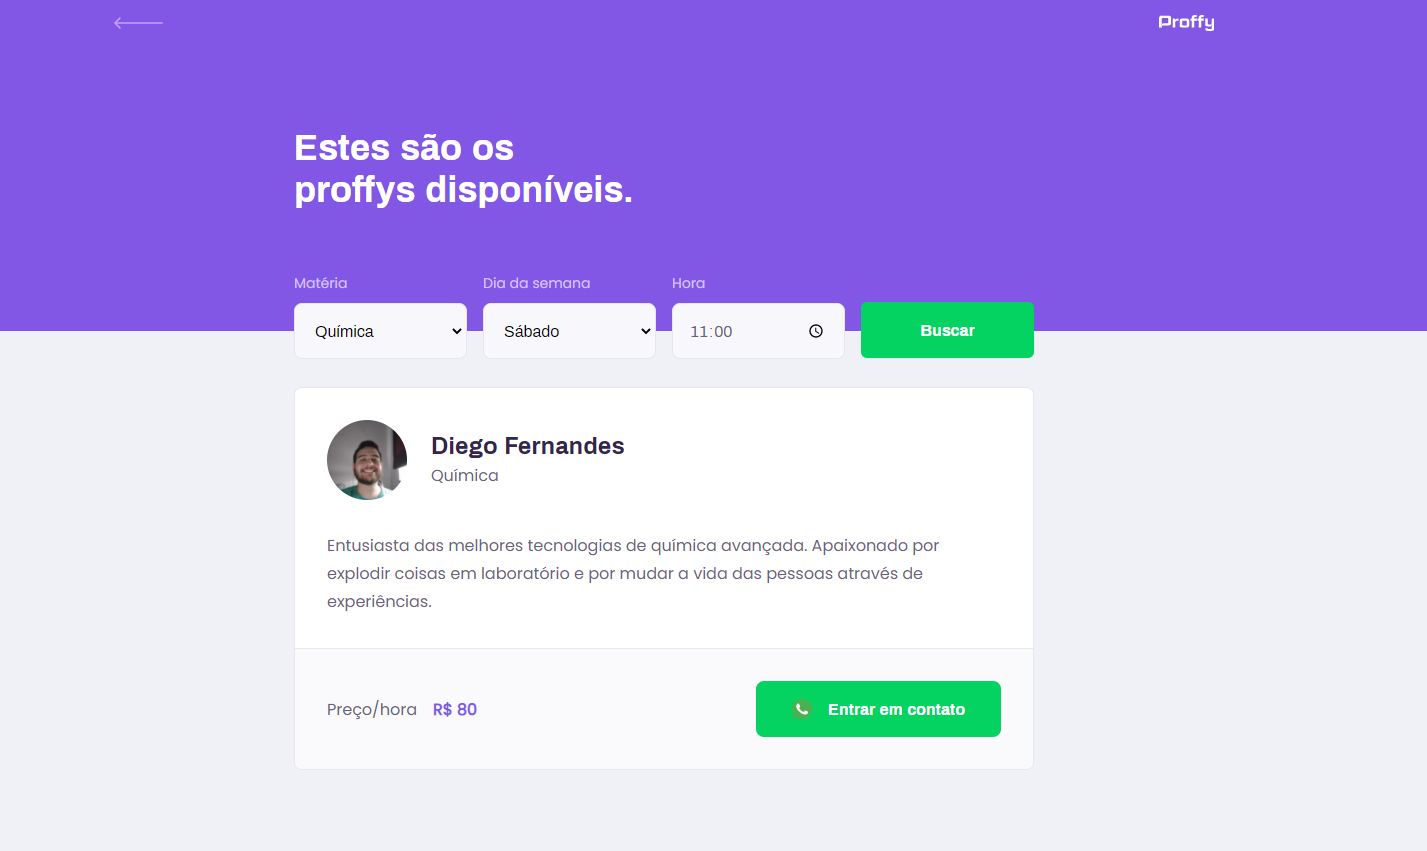 Proffy
Estes são os
proffys disponíveis.
Matéria
Dia da semana
Hora
Química
Sábado
11:00
Buscar
Diego Fernandes
Química
Entusiasta das melhores tecnologias de química avançada. Apaixonado por
explodir coisas em laboratório e por mudar a vida das pessoas através de
experiências.
Preço/hora
R$ 80
Entrar em contato